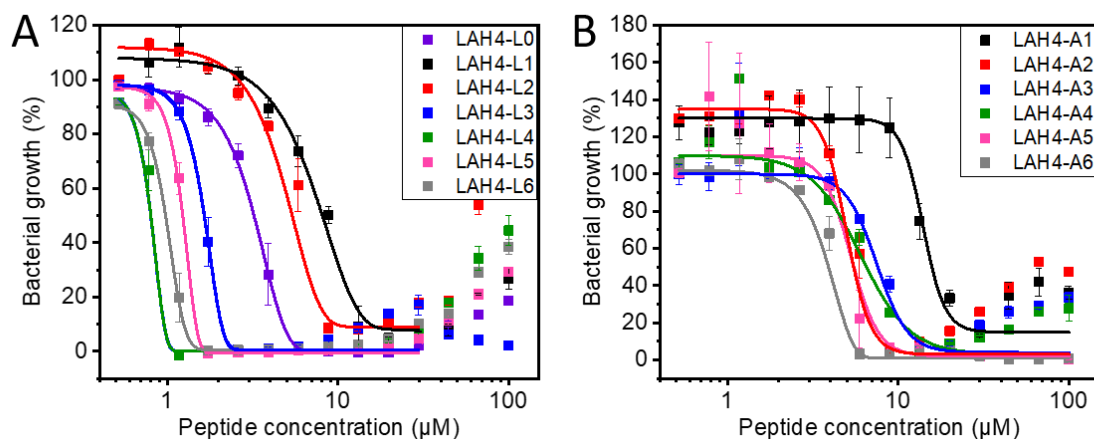 A
Bacterial growth (%)
120
100
80
60
40
20
0
1
10
100
Peptide concentration (µM)
LAH4-L0
LAH4-L1
LAH4-L2
LAH4-L3
LAH4-L4
LAH4-L5
LAH4-L6
B
Bacterial growth (%)
180
160
140
120
100
80
60
40
20
0
1
10
100
Peptide concentration (µM)
LAH4-A1
LAH4-A2
LAH4-A3
LAH4-A4
LAH4-A5
LAH4-A6